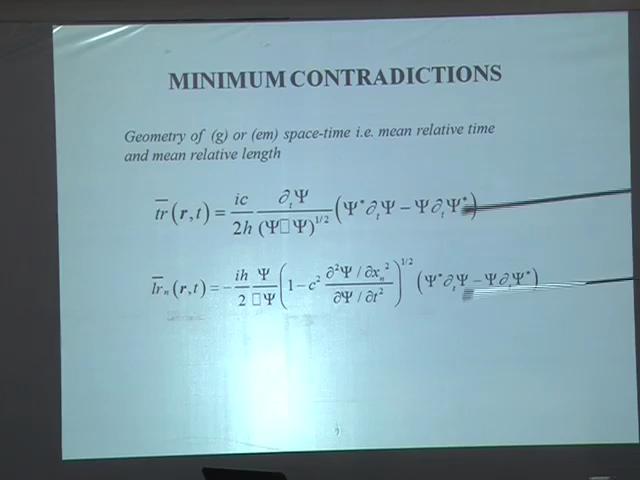 MINIMUM CONTRADICTIONS
Geometry of (g) or (em) space-time i.e. mean relative time
and mean relative length
t̅r̅(r,t) = ic/2h ∂ₜΨ/(Ψ□Ψ)^1/2 (Ψ*∂ₜΨ − Ψ∂ₜΨ*)
l̅r̅ₙ(r,t) = − ih/2 Ψ/□Ψ (1 − c² ∂²Ψ/∂xₙ² / ∂Ψ/∂t²)^1/2 (Ψ*∂ₜΨ − Ψ∂ₜΨ*)